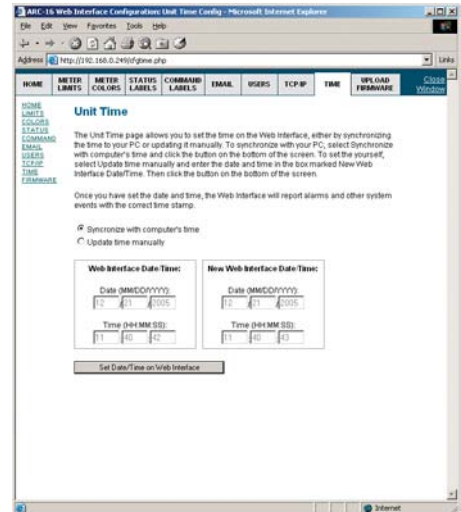 ARC-16 Web Interface Configuration: Unit Time Config - Microsoft Internet Explorer
File Edit View Favorites Tools Help
Address http://192.168.0.249/cfgtime.php Links
HOME METER LIMITS METER COLORS STATUS LABELS COMMAND LABELS EMAIL USERS TCP-IP TIME UPLOAD FIRMWARE Close Window
HOME
LIMITS
COLORS
STATUS
COMMAND
EMAIL
USERS
TCP/IP
TIME
FIRMWARE
Unit Time
The Unit Time page allows you to set the time on the Web Interface, either by synchronizing
the time to your PC or updating it manually. To synchronize with your PC, select Synchronize
with computer's time and click the button on the bottom of the screen. To set the yourself,
select Update time manually and enter the date and time in the box marked New Web
Interface Date/Time. Then click the button on the bottom of the screen.
Once you have set the date and time, the Web Interface will report alarms and other system
events with the correct time stamp.
Syncronize with computer's time
Update time manually
Web Interface Date/Time: New Web Interface Date/Time:
Date (MM/DD/YYYY): Date (MM/DD/YYYY):
12 /21 /2005 12 /21 /2005
Time (HH:MM:SS): Time (HH:MM:SS):
11 :40 :42 11 :40 :43
Set Date/Time on Web Interface
Internet